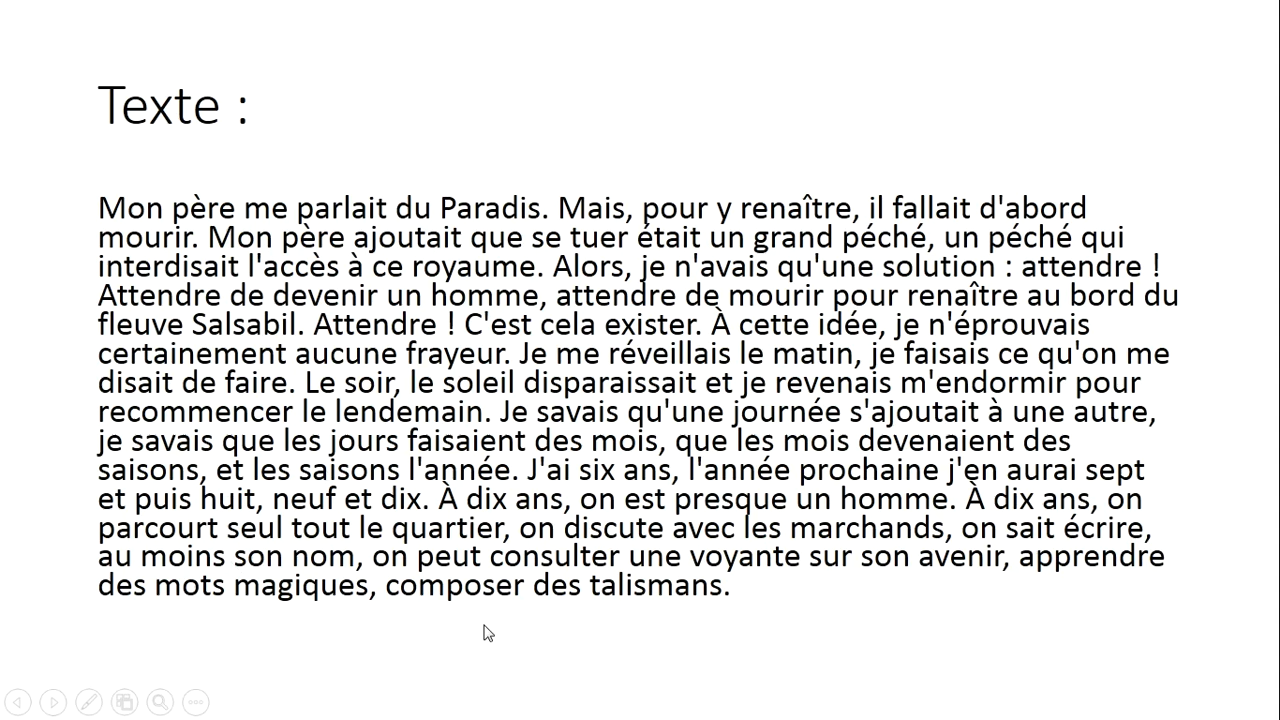 Texte :
Mon père me parlait du Paradis. Mais, pour y renaître, il fallait d'abord
mourir. Mon père ajoutait que se tuer était un grand péché, un péché qui
interdisait l'accès à ce royaume. Alors, je n'avais qu'une solution : attendre !
Attendre de devenir un homme, attendre de mourir pour renaître au bord du
fleuve Salsabil. Attendre ! C'est cela exister. À cette idée, je n'éprouvais
certainement aucune frayeur. Je me réveillais le matin, je faisais ce qu'on me
disait de faire. Le soir, le soleil disparaissait et je revenais m'endormir pour
recommencer le lendemain. Je savais qu'une journée s'ajoutait à une autre,
je savais que les jours faisaient des mois, que les mois devenaient des
saisons, et les saisons l'année. J'ai six ans, l'année prochaine j'en aurai sept
et puis huit, neuf et dix. À dix ans, on est presque un homme. À dix ans, on
parcourt seul tout le quartier, on discute avec les marchands, on sait écrire,
au moins son nom, on peut consulter une voyante sur son avenir, apprendre
des mots magiques, composer des talismans.